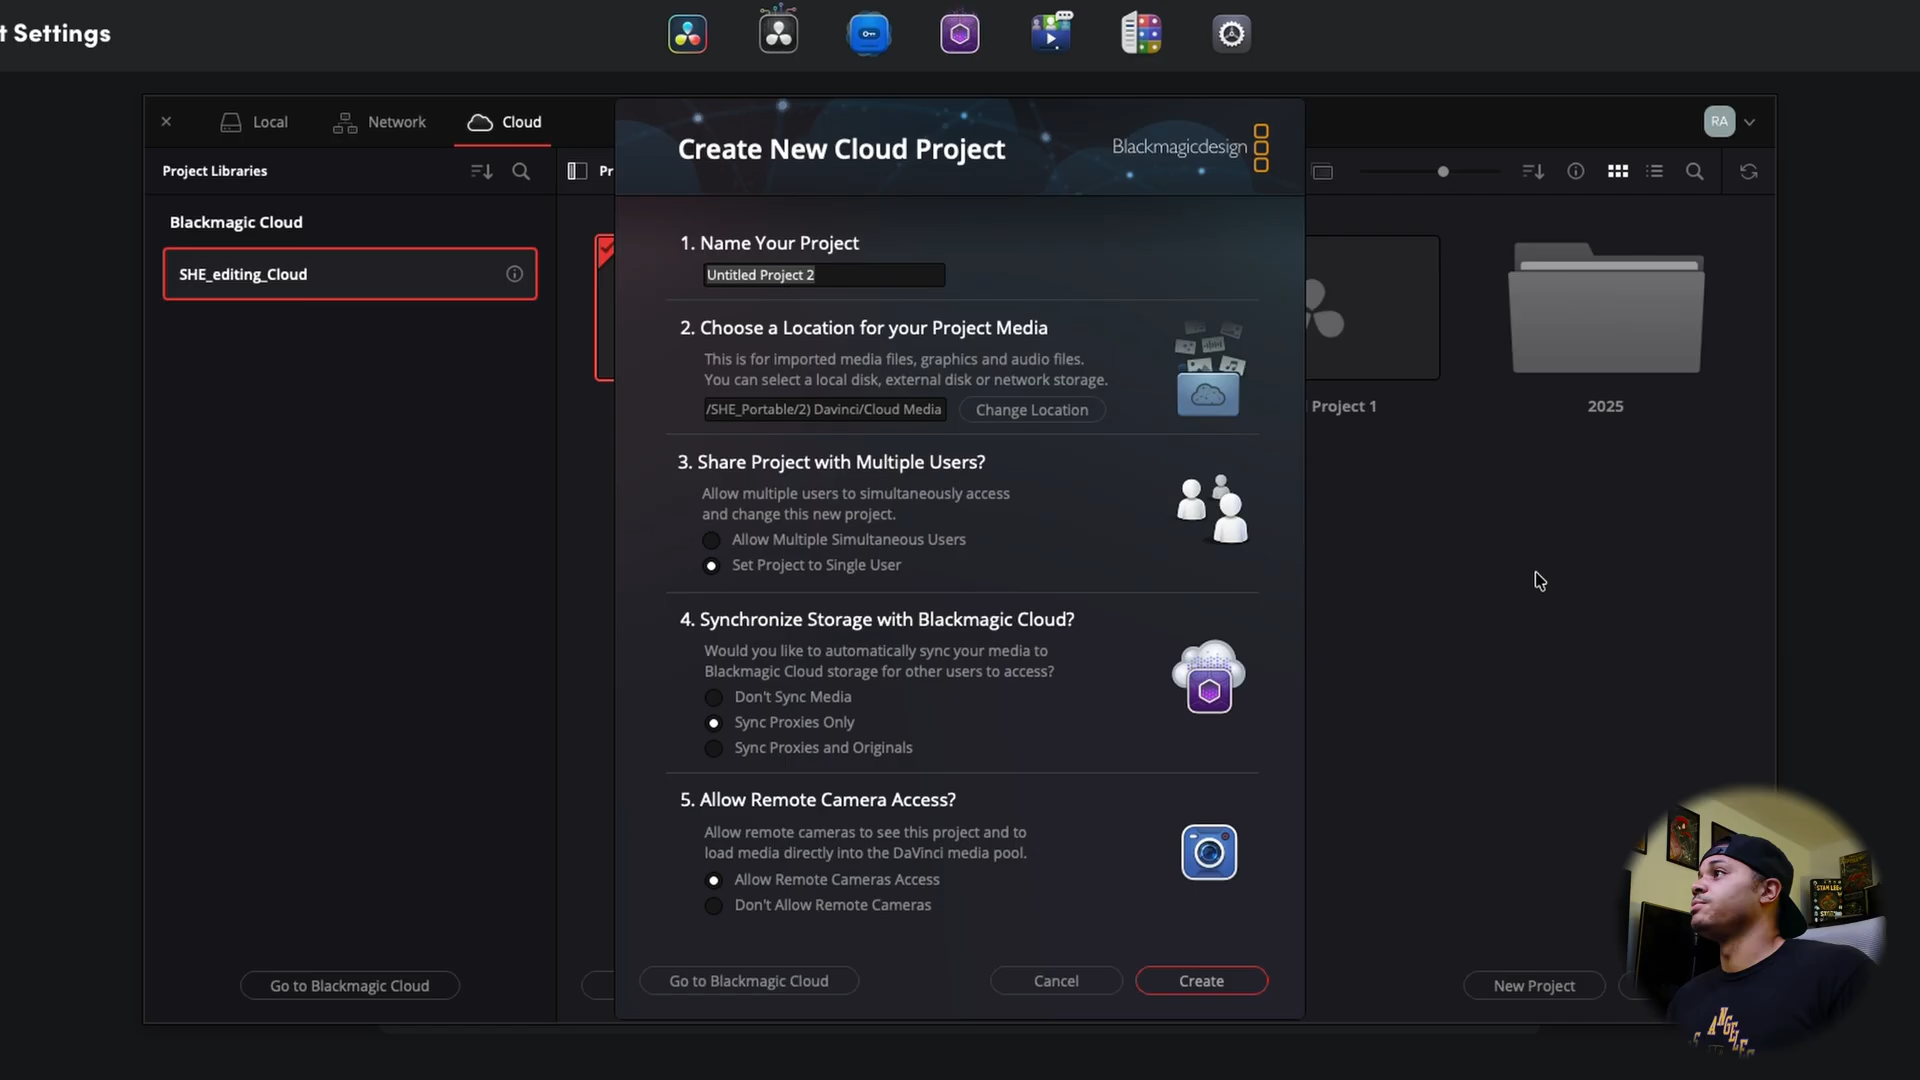 t Settings
Local
Network
Cloud
RA
Project Libraries
Pr
Blackmagic Cloud
SHE_editing_Cloud
Create New Cloud Project
Blackmagicdesign
1. Name Your Project
Untitled Project 2
2. Choose a Location for your Project Media
This is for imported media files, graphics and audio files.
You can select a local disk, external disk or network storage.
/SHE_Portable/2) Davinci/Cloud Media
Change Location
3. Share Project with Multiple Users?
Allow multiple users to simultaneously access
and change this new project.
Allow Multiple Simultaneous Users
Set Project to Single User
4. Synchronize Storage with Blackmagic Cloud?
Would you like to automatically sync your media to
Blackmagic Cloud storage for other users to access?
Don't Sync Media
Sync Proxies Only
Sync Proxies and Originals
5. Allow Remote Camera Access?
Allow remote cameras to see this project and to
load media directly into the DaVinci media pool.
Allow Remote Cameras Access
Don't Allow Remote Cameras
Go to Blackmagic Cloud
Cancel
Create
Project 1
2025
Go to Blackmagic Cloud
New Project
STAN LEE
ANGELES